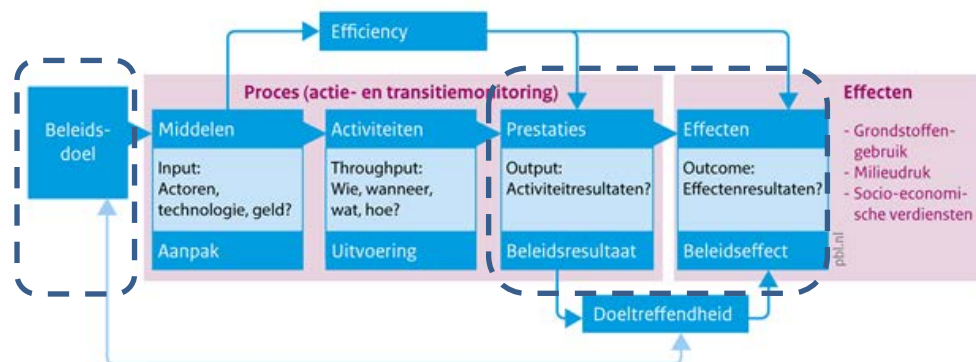 Efficiency
Proces (actie- en transitiemonitoring)
Effecten
Beleids-
doel
Middelen
Input:
Actoren,
technologie, geld?
Aanpak
Activiteiten
Throughput:
Wie, wanneer,
wat, hoe?
Uitvoering
Prestaties
Output:
Activiteitresultaten?
Beleidsresultaat
Effecten
Outcome:
Effectenresultaten?
Beleidseffect
- Grondstoffen-
gebruik
- Milieudruk
- Socio-economi-
sche verdiensten
pbl.nl
Doeltreffendheid